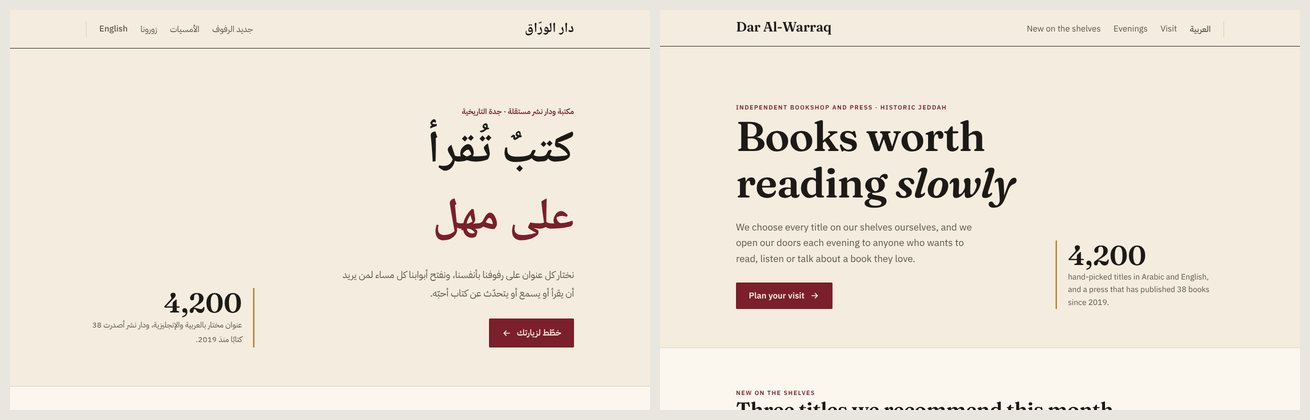 دار الورّاق
جديد الرفوف
الأمسيات
زورونا
English
مكتبة ودار نشر مستقلة · جدة التاريخية
كتبٌ تُقرأ
على مهل
نختار كل عنوان على رفوفنا بأنفسنا، ونفتح أبوابنا كل مساء لمن يريد
أن يقرأ أو يسمع أو يتحدّث عن كتاب أحبّه.
خطّط لزيارتك ←
4,200
عنوان مختار بالعربية والإنجليزية، ودار نشر أصدرت 38
كتابًا منذ 2019.
Dar Al-Warraq
New on the shelves
Evenings
Visit
العربية
INDEPENDENT BOOKSHOP AND PRESS · HISTORIC JEDDAH
Books worth
reading slowly
We choose every title on our shelves ourselves, and we
open our doors each evening to anyone who wants to
read, listen or talk about a book they love.
Plan your visit →
4,200
hand-picked titles in Arabic and English,
and a press that has published 38 books
since 2019.
NEW ON THE SHELVES
Three titles we recommend this month